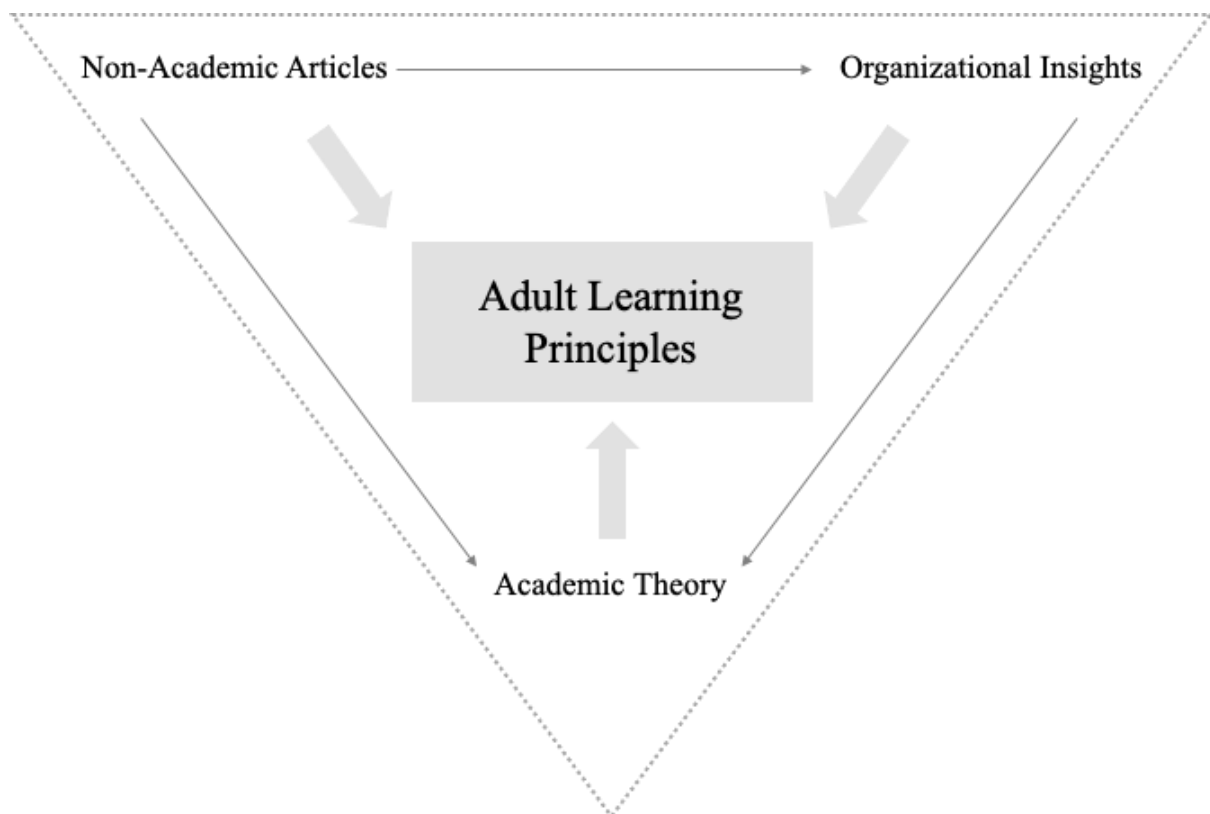 Non-Academic Articles
Organizational Insights
Adult Learning
Principles
Academic Theory